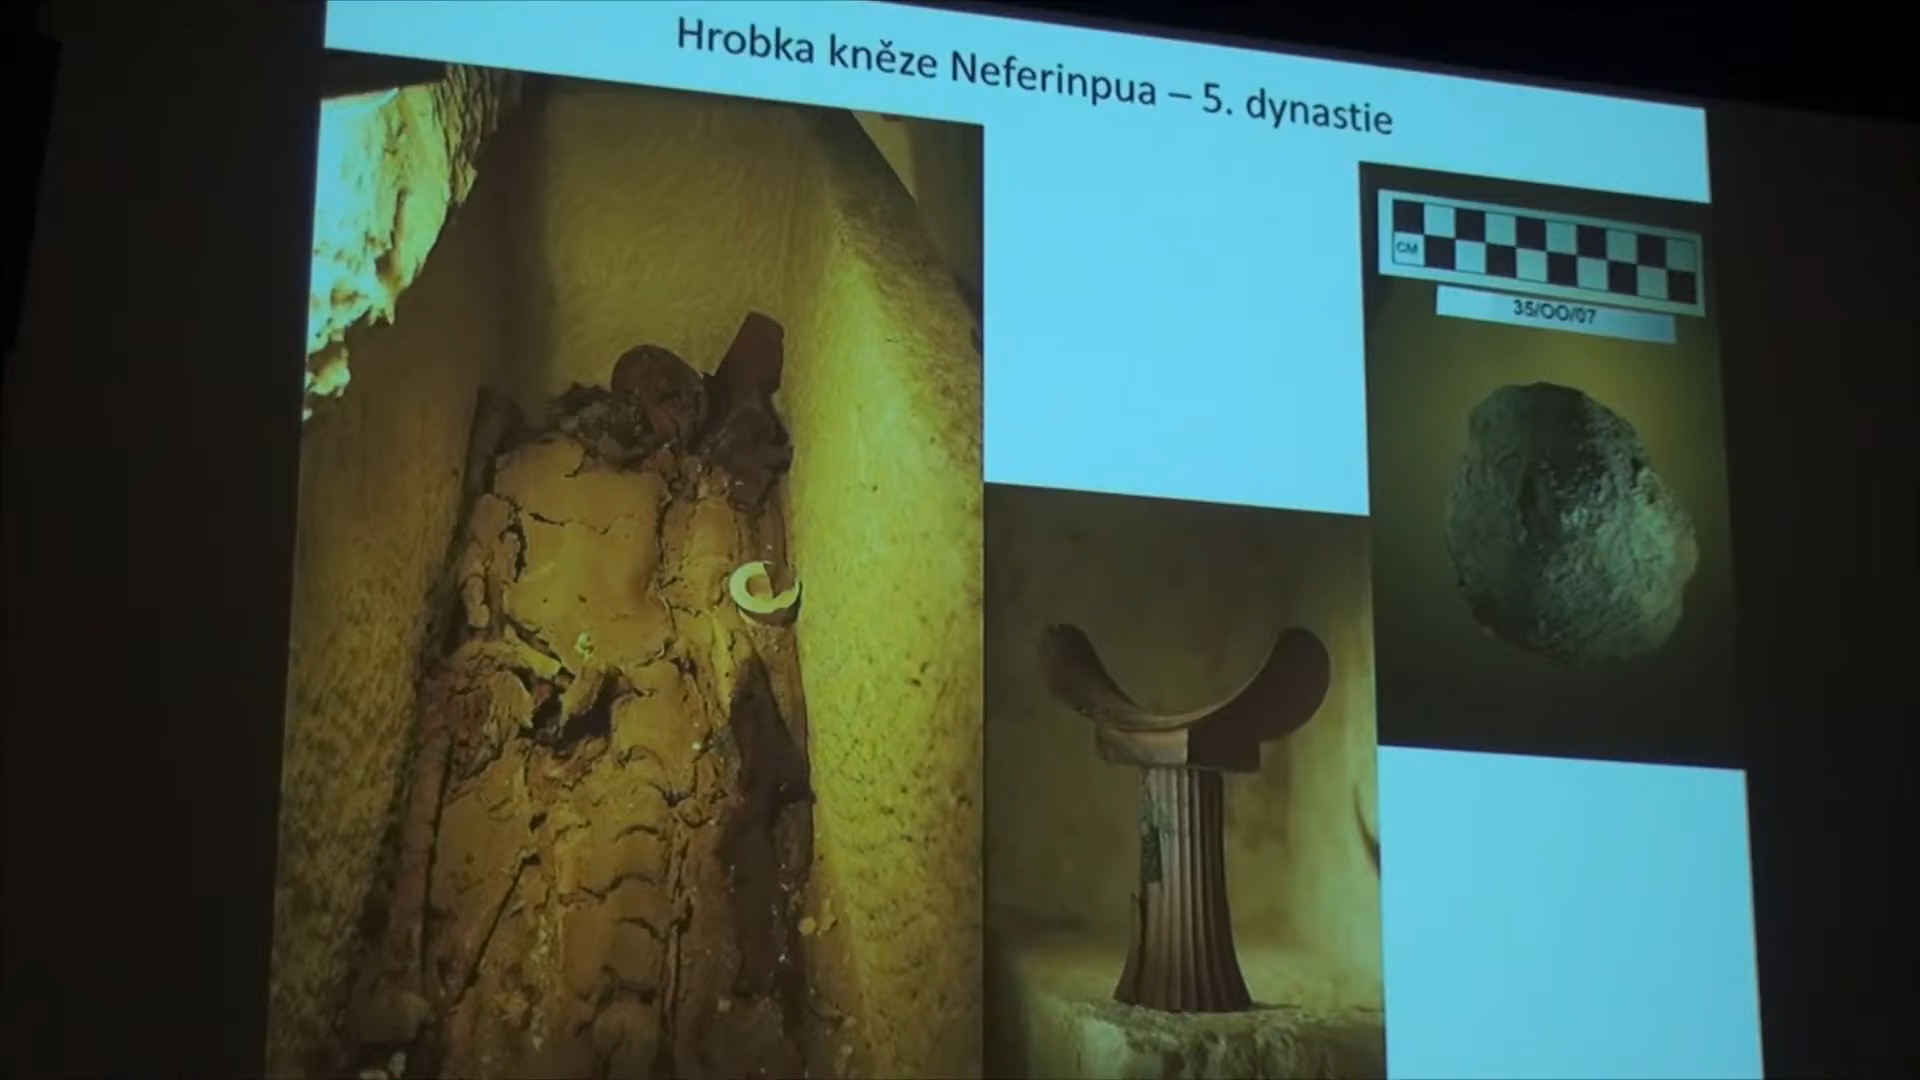 Hrobka kněze Neferinpua – 5. dynastie
CM
35/OO/07